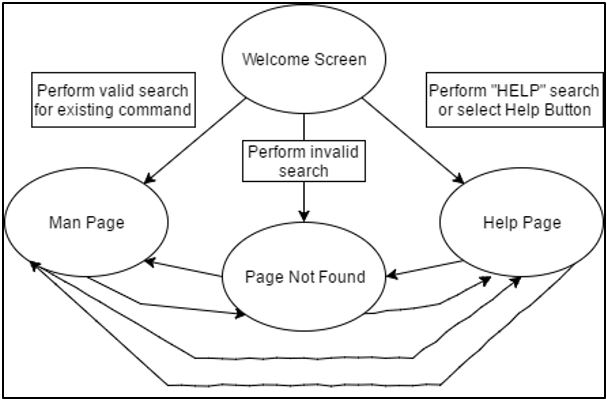 Welcome Screen
Perform valid search
for existing command
Perform "HELP" search
or select Help Button
Perform invalid
search
Man Page
Help Page
Page Not Found